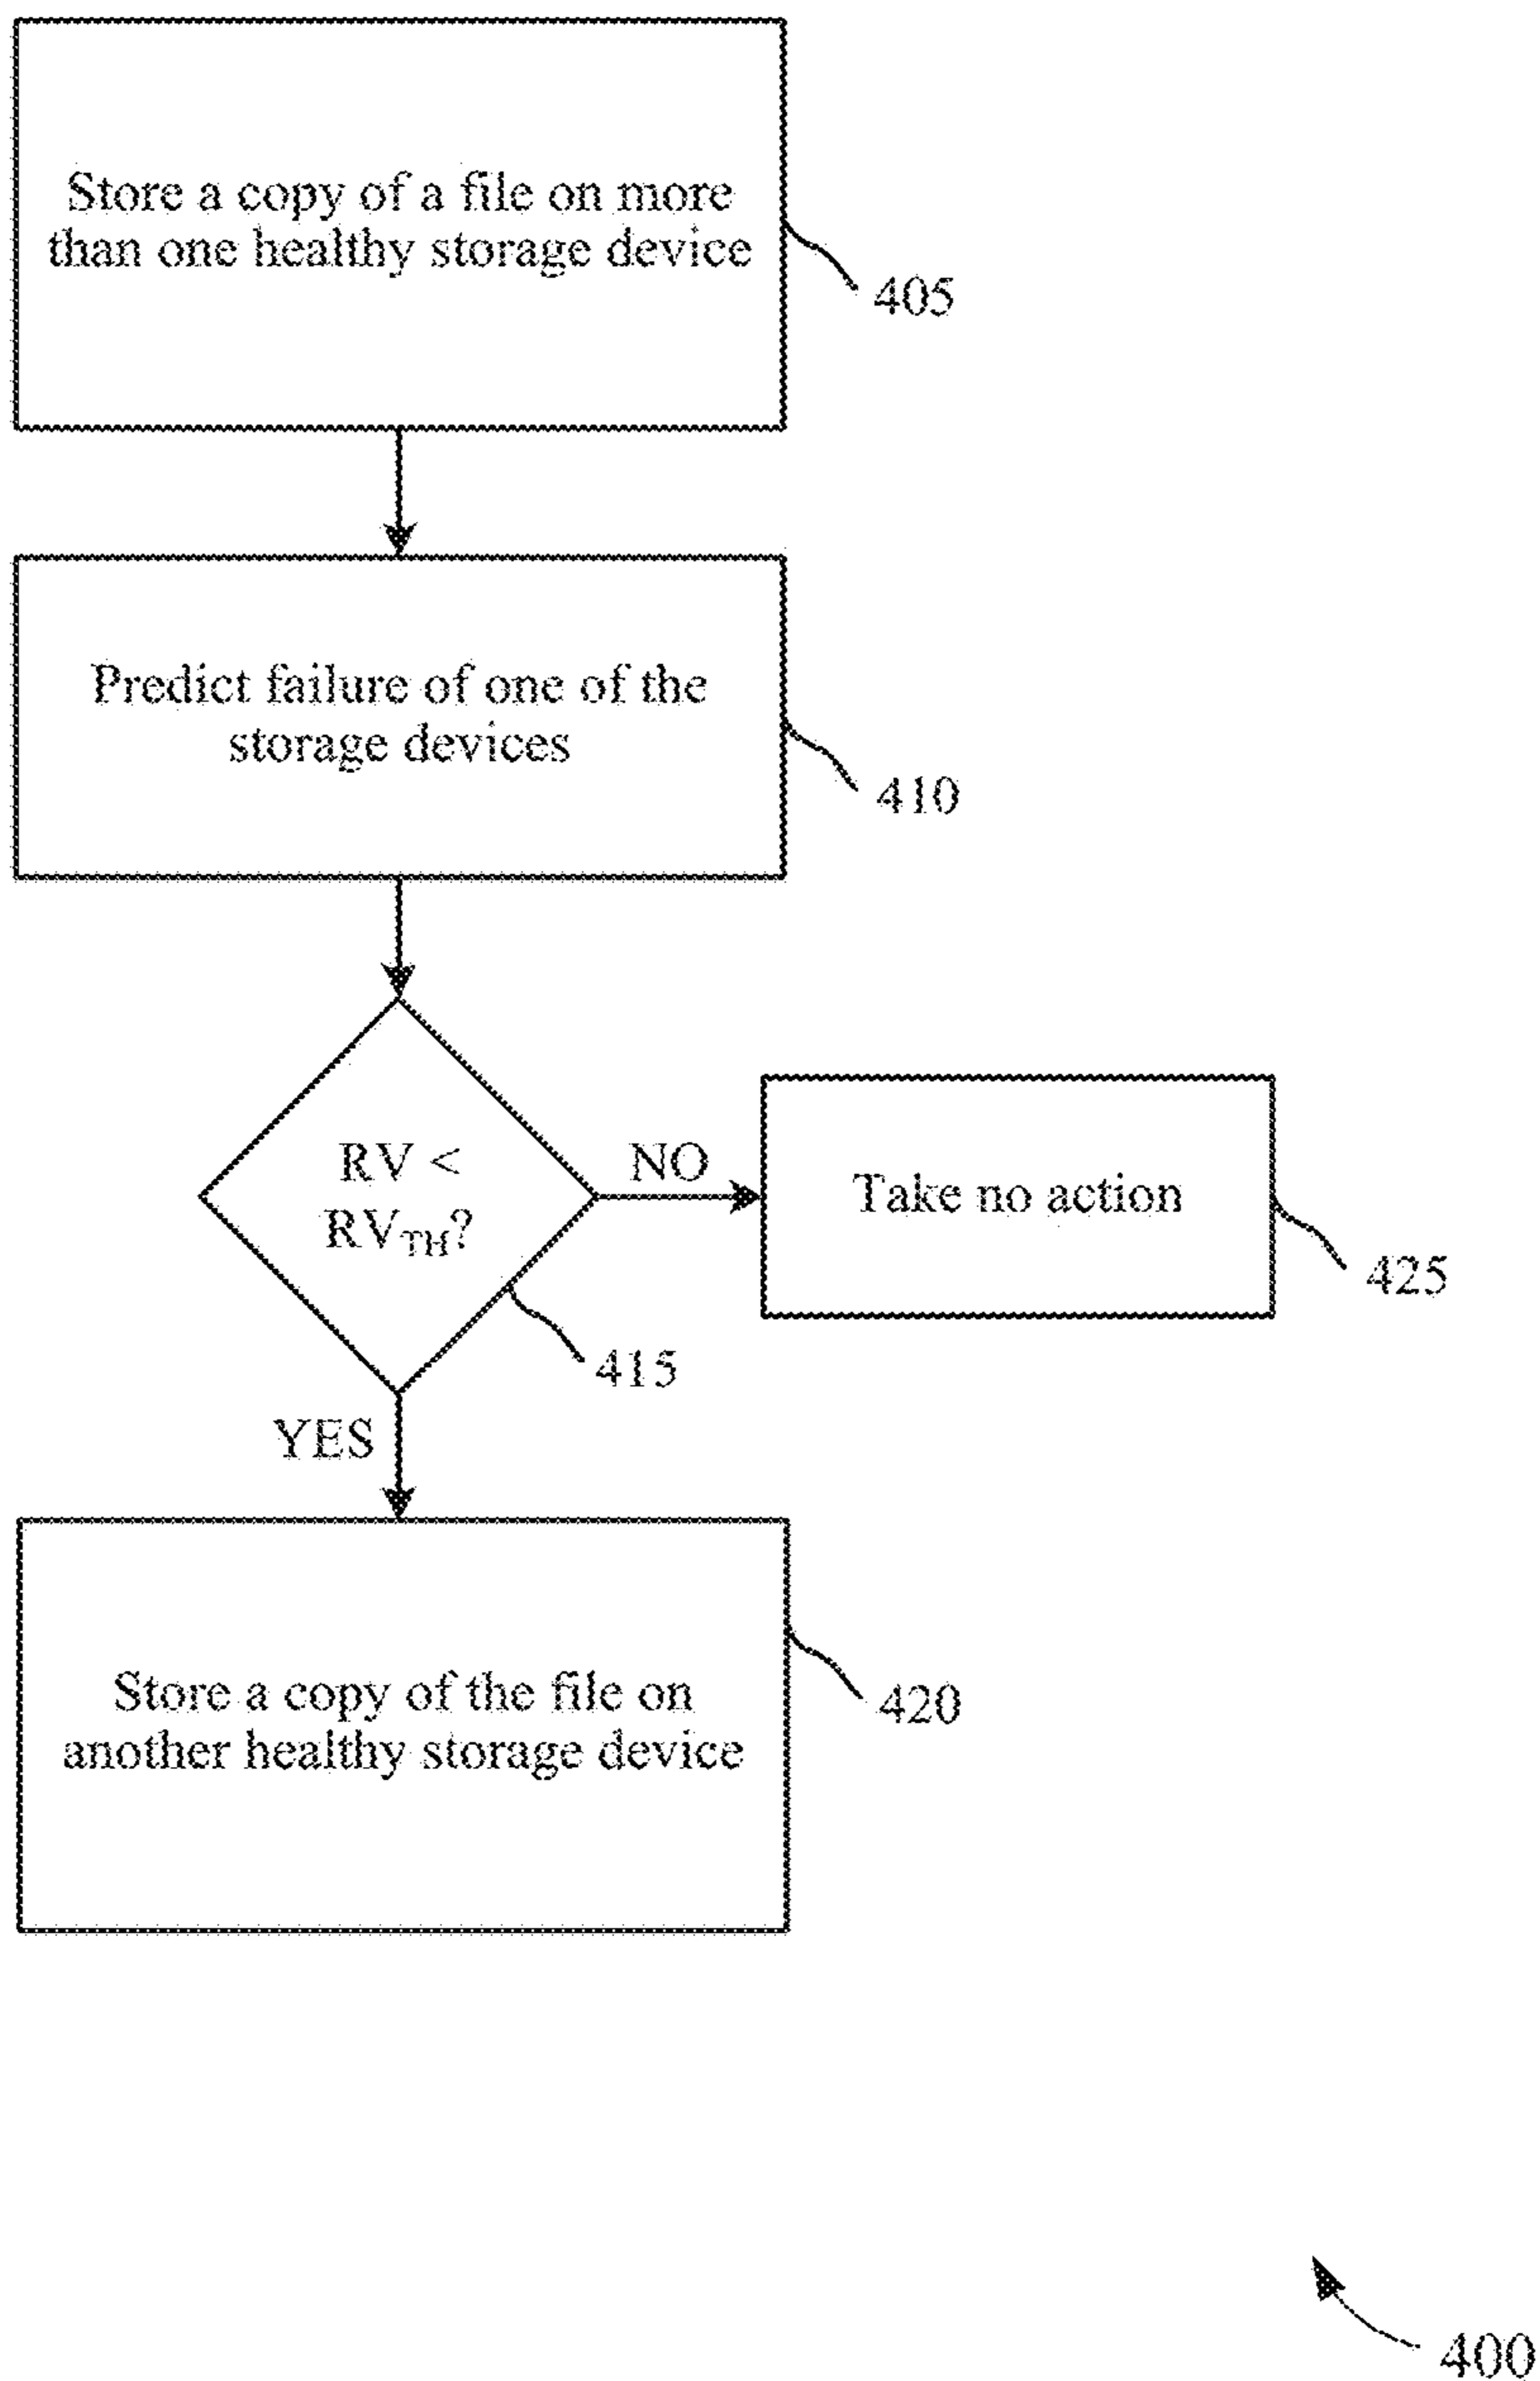 Store a copy of a file on more
than one healthy storage device
405
Predict failure of one of the
storage devices
410
RV <
RV_TH?
NO
Take no action
425
415
YES
Store a copy of the file on
another healthy storage device
420
400